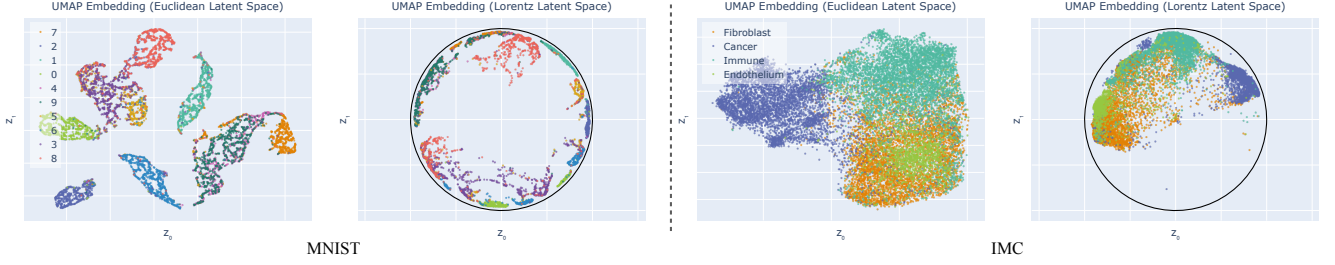 UMAP Embedding (Euclidean Latent Space)
7
2
1
0
4
9
5
6
3
8
z₁
z₀
UMAP Embedding (Lorentz Latent Space)
z₁
z₀
MNIST
UMAP Embedding (Euclidean Latent Space)
Fibroblast
Cancer
Immune
Endothelium
z₁
z₀
UMAP Embedding (Lorentz Latent Space)
z₁
z₀
IMC